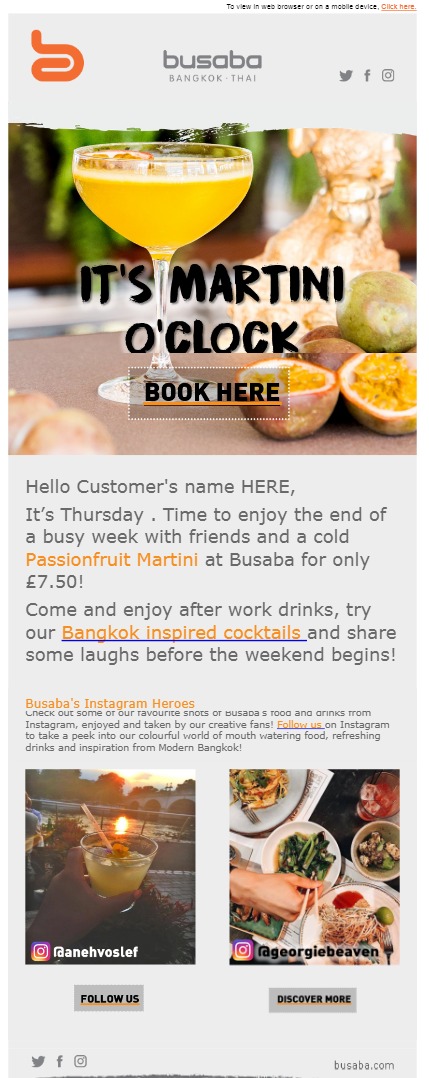 To view in web browser or on a mobile device, Click here.
busaba
BANGKOK·THAI
IT'S MARTINI
O'CLOCK
BOOK HERE
Hello Customer's name HERE,
It’s Thursday . Time to enjoy the end of
a busy week with friends and a cold
Passionfruit Martini at Busaba for only
£7.50!
Come and enjoy after work drinks, try
our Bangkok inspired cocktails and share
some laughs before the weekend begins!
Busaba's Instagram Heroes
Check out some of our favourite shots of Busaba's food and drinks from
Instagram, enjoyed and taken by our creative fans! Follow us on Instagram
to take a peek into our colourful world of mouth watering food, refreshing
drinks and inspiration from Modern Bangkok!
@anehvoslef
@georgiebeaven
FOLLOW US
DISCOVER MORE
busaba.com